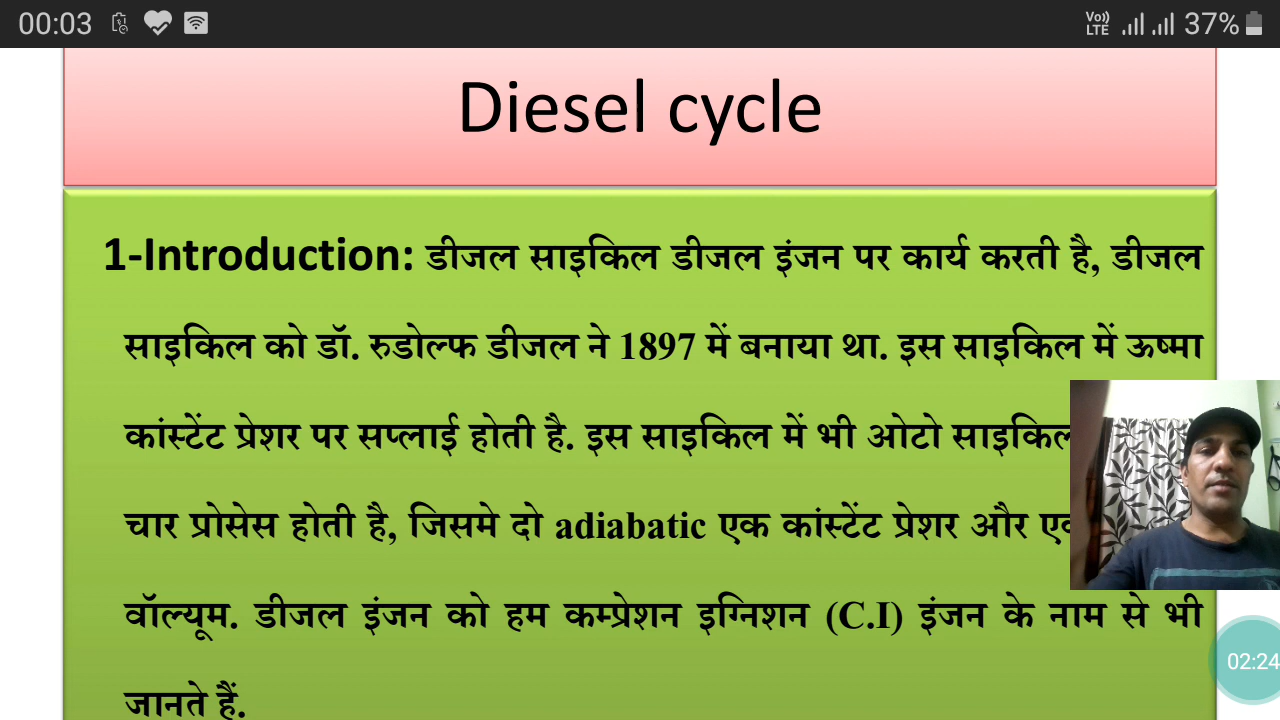 00:03 Vo)) LTE 37%
Diesel cycle
1-Introduction: डीजल साइकिल डीजल इंजन पर कार्य करती है, डीजल
साइकिल को डॉ. रुडोल्फ डीजल ने 1897 में बनाया था. इस साइकिल में ऊष्मा
कांस्टेंट प्रेशर पर सप्लाई होती है. इस साइकिल में भी ओटो साइकिल
चार प्रोसेस होती है, जिसमे दो adiabatic एक कांस्टेंट प्रेशर और
वॉल्यूम. डीजल इंजन को हम कम्प्रेशन इग्निशन (C.I) इंजन के नाम से भी
02:24
जानते हैं.